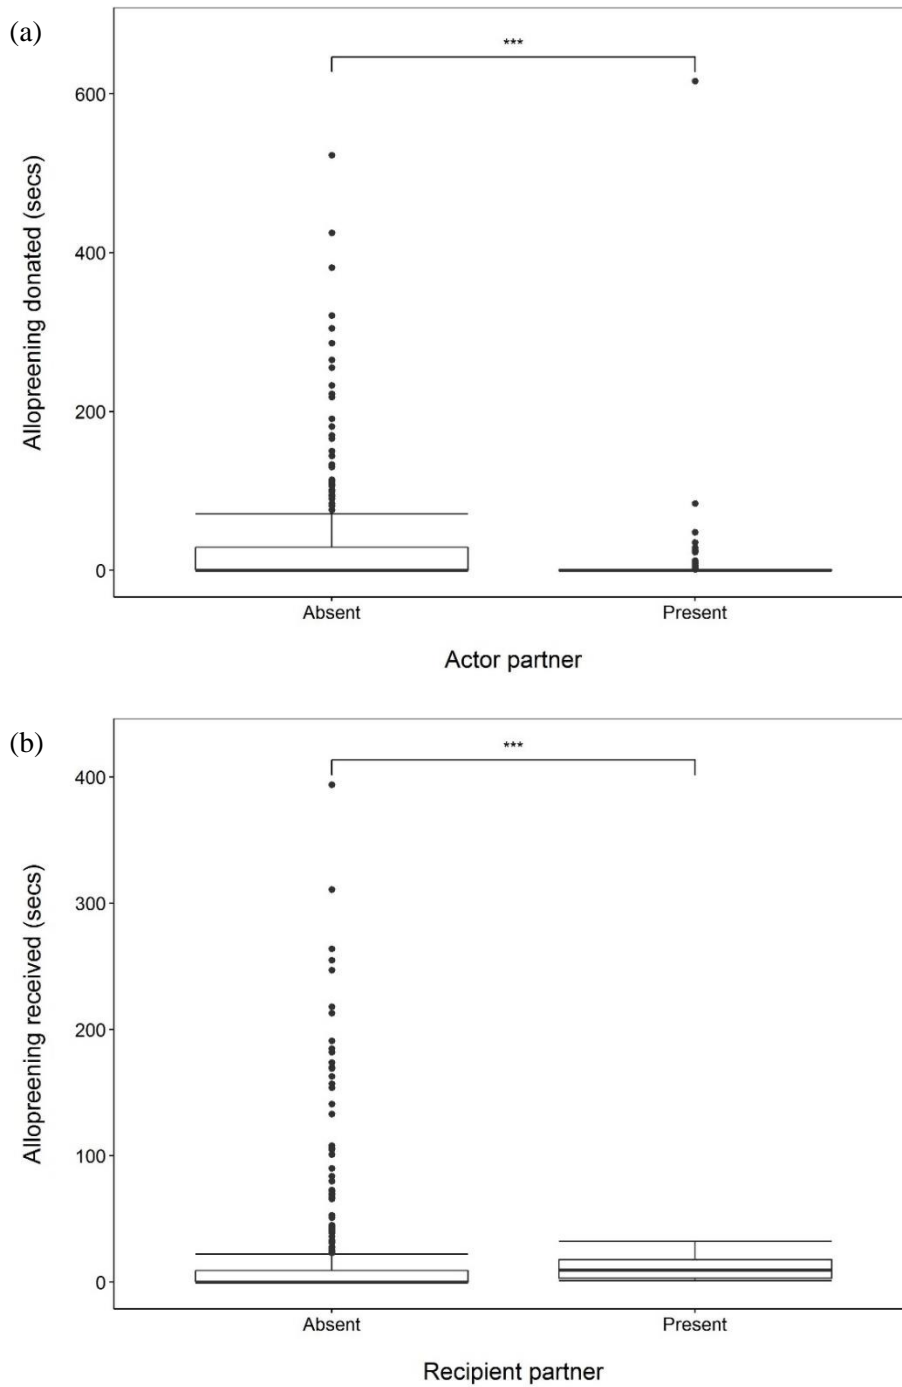 (a)
***
600
400
200
0
Allopreening donated (secs)
Absent Present
Actor partner
(b)
***
400
300
200
100
0
Allopreening received (secs)
Absent Present
Recipient partner